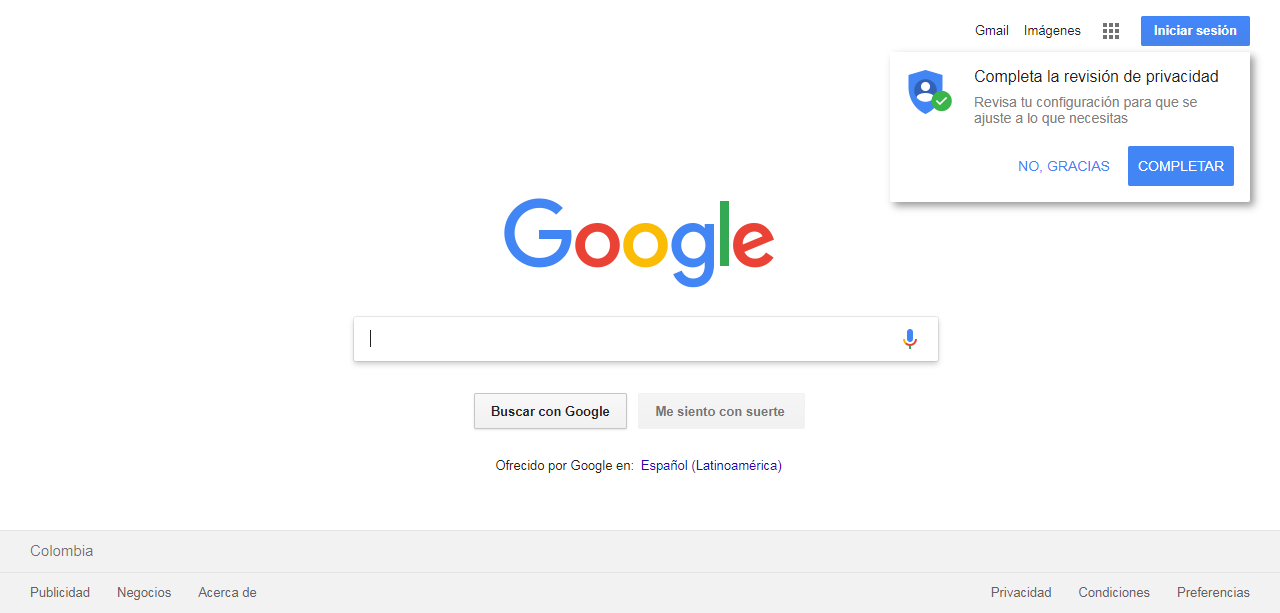 Gmail Imágenes Iniciar sesión
Completa la revisión de privacidad
Revisa tu configuración para que se
ajuste a lo que necesitas
NO, GRACIAS COMPLETAR
Google
Buscar con Google Me siento con suerte
Ofrecido por Google en: Español (Latinoamérica)
Colombia
Publicidad Negocios Acerca de Privacidad Condiciones Preferencias